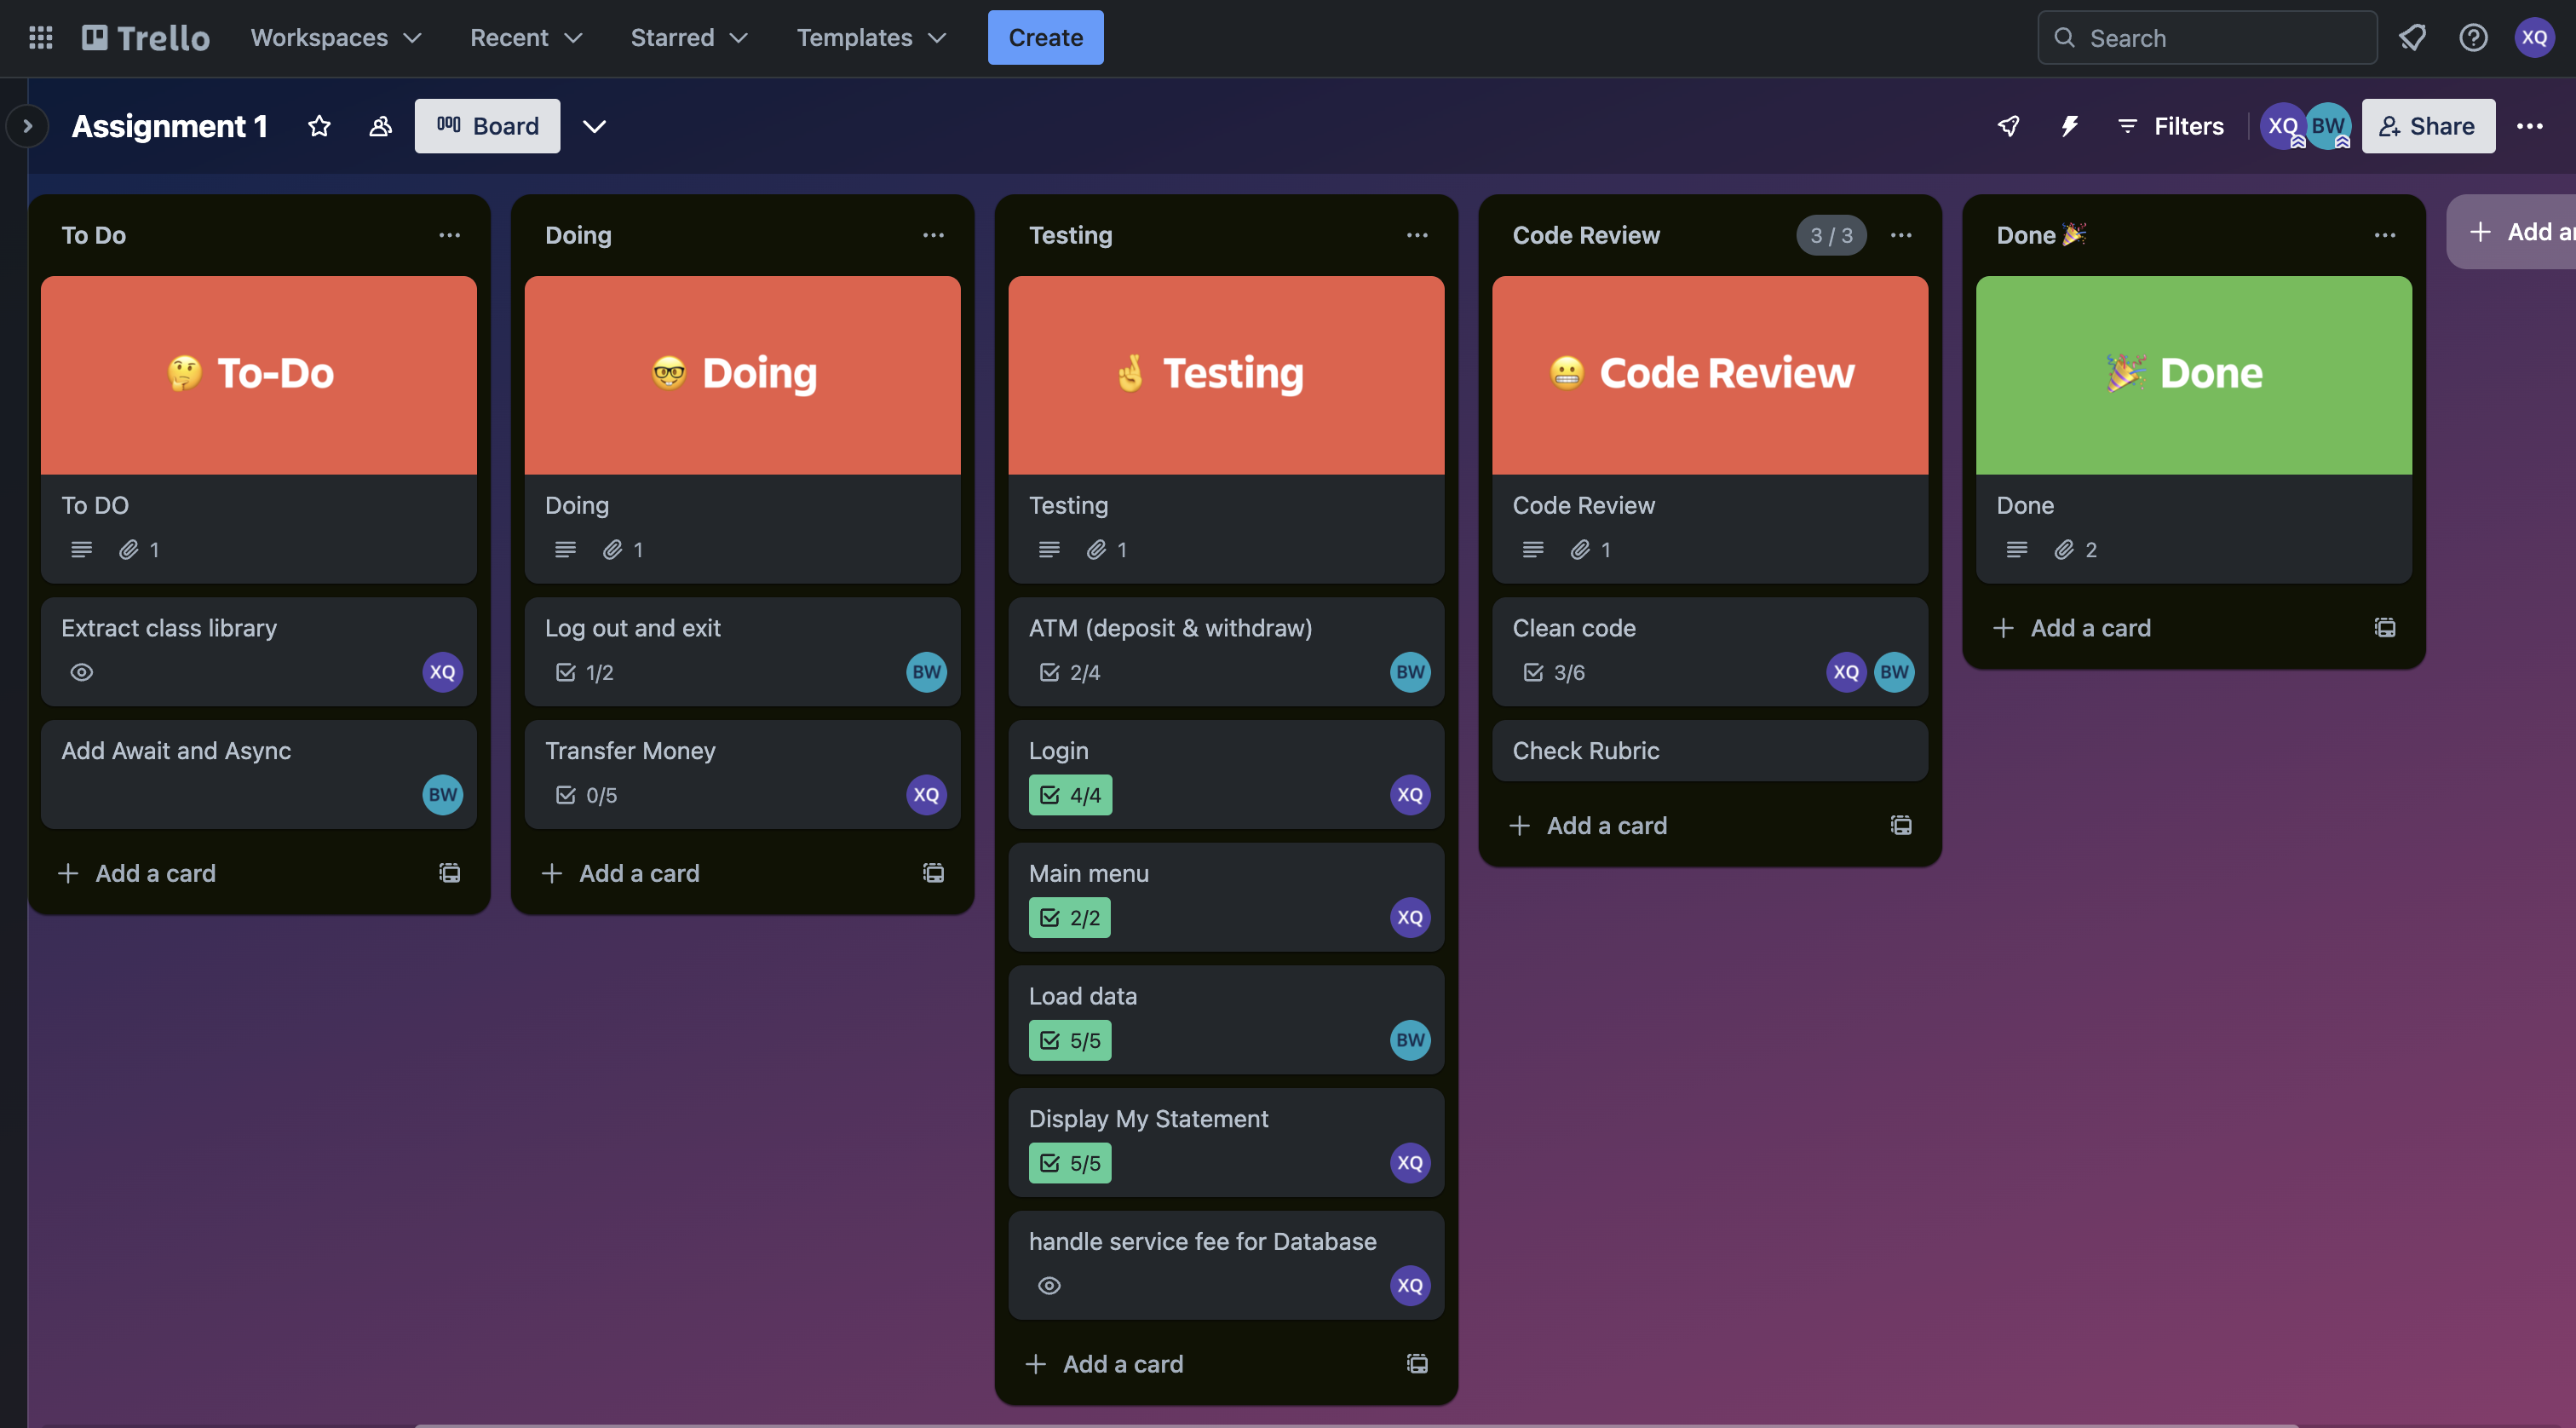 Trello Workspaces Recent Starred Templates Create Search XQ
Assignment 1 Board Filters XQ BW Share
To Do
🤔 To-Do
To DO
1
Extract class library
XQ
Add Await and Async
BW
+ Add a card
Doing
🤓 Doing
Doing
1
Log out and exit
1/2 BW
Transfer Money
0/5 XQ
+ Add a card
Testing
🤞 Testing
Testing
1
ATM (deposit & withdraw)
2/4 BW
Login
4/4 XQ
Main menu
2/2 XQ
Load data
5/5 BW
Display My Statement
5/5 XQ
handle service fee for Database
XQ
+ Add a card
Code Review 3 / 3
😬 Code Review
Code Review
1
Clean code
3/6 XQ BW
Check Rubric
+ Add a card
Done 🎉
🎉 Done
Done
2
+ Add a card
+ Add